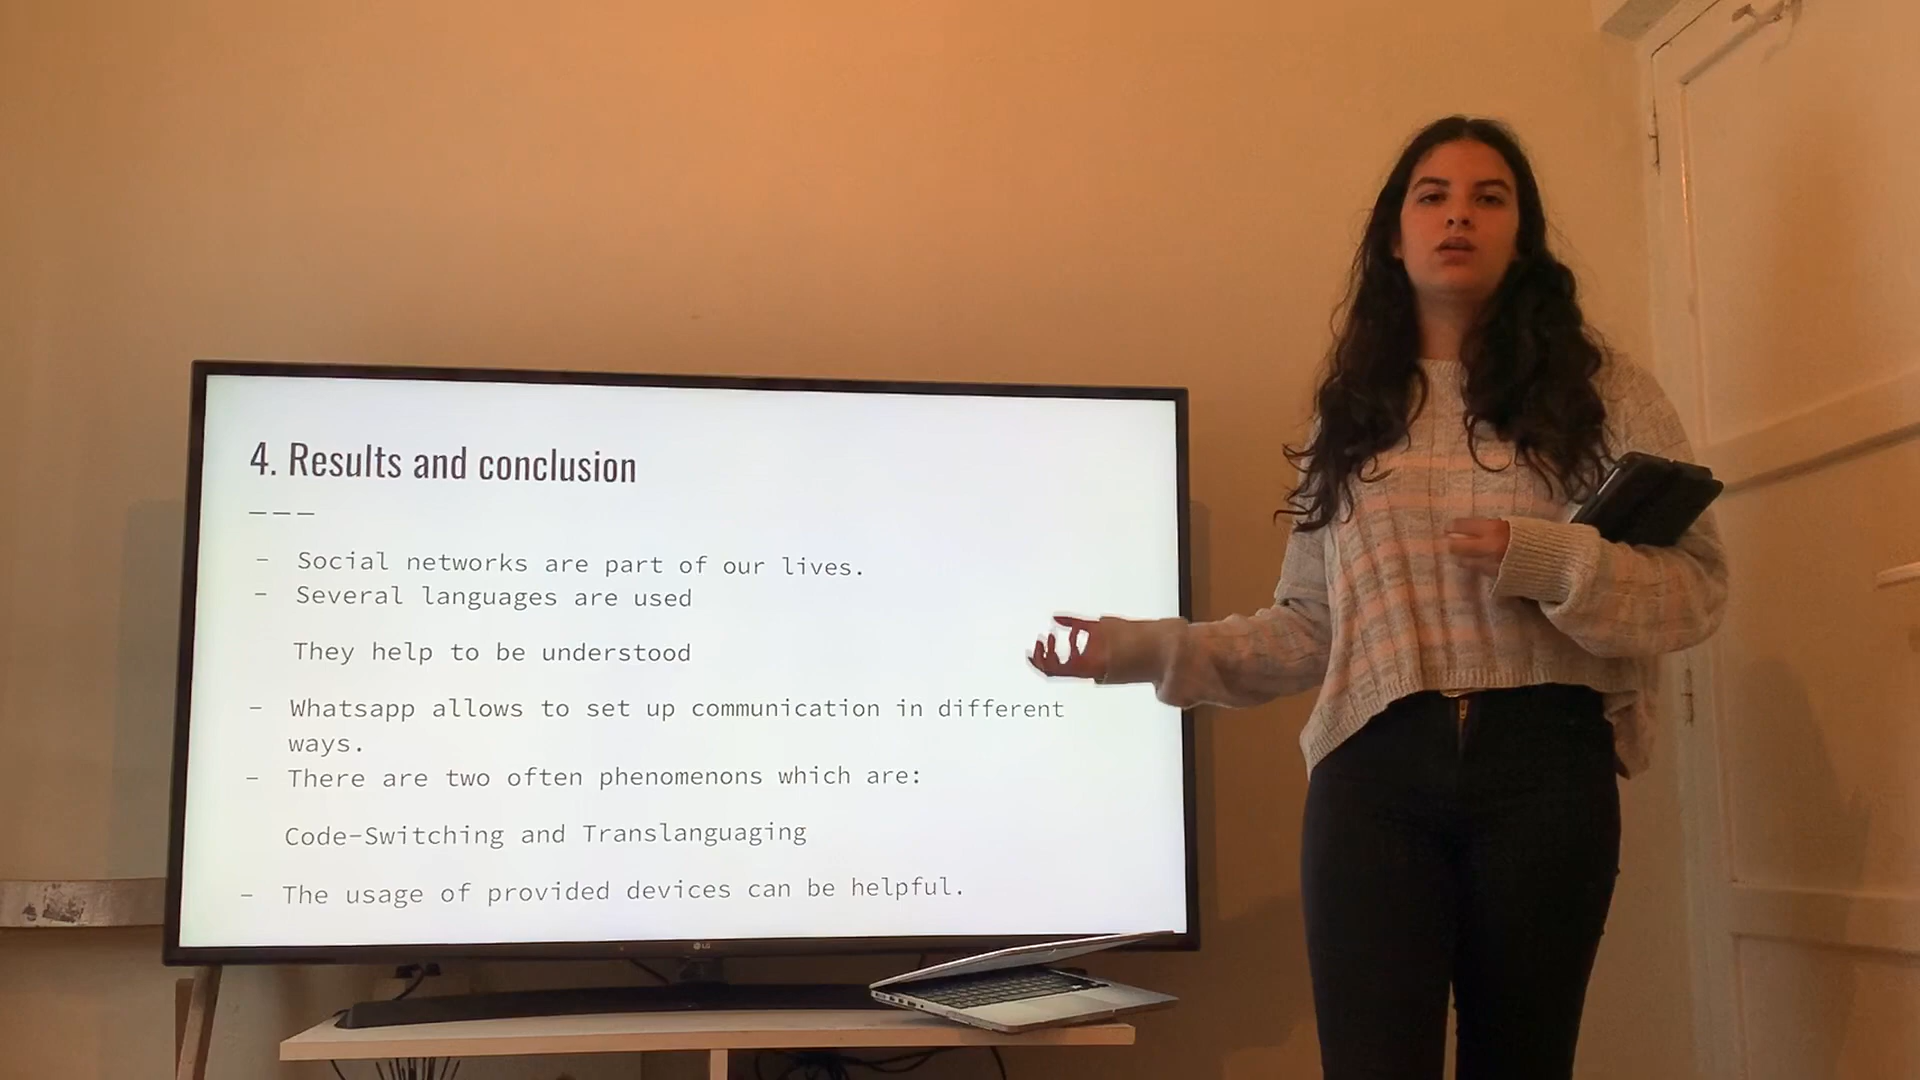 4. Results and conclusion
---
- Social networks are part of our lives.
- Several languages are used
They help to be understood
- Whatsapp allows to set up communication in different
ways.
- There are two often phenomenons which are:
Code-Switching and Translanguaging
- The usage of provided devices can be helpful.
LG